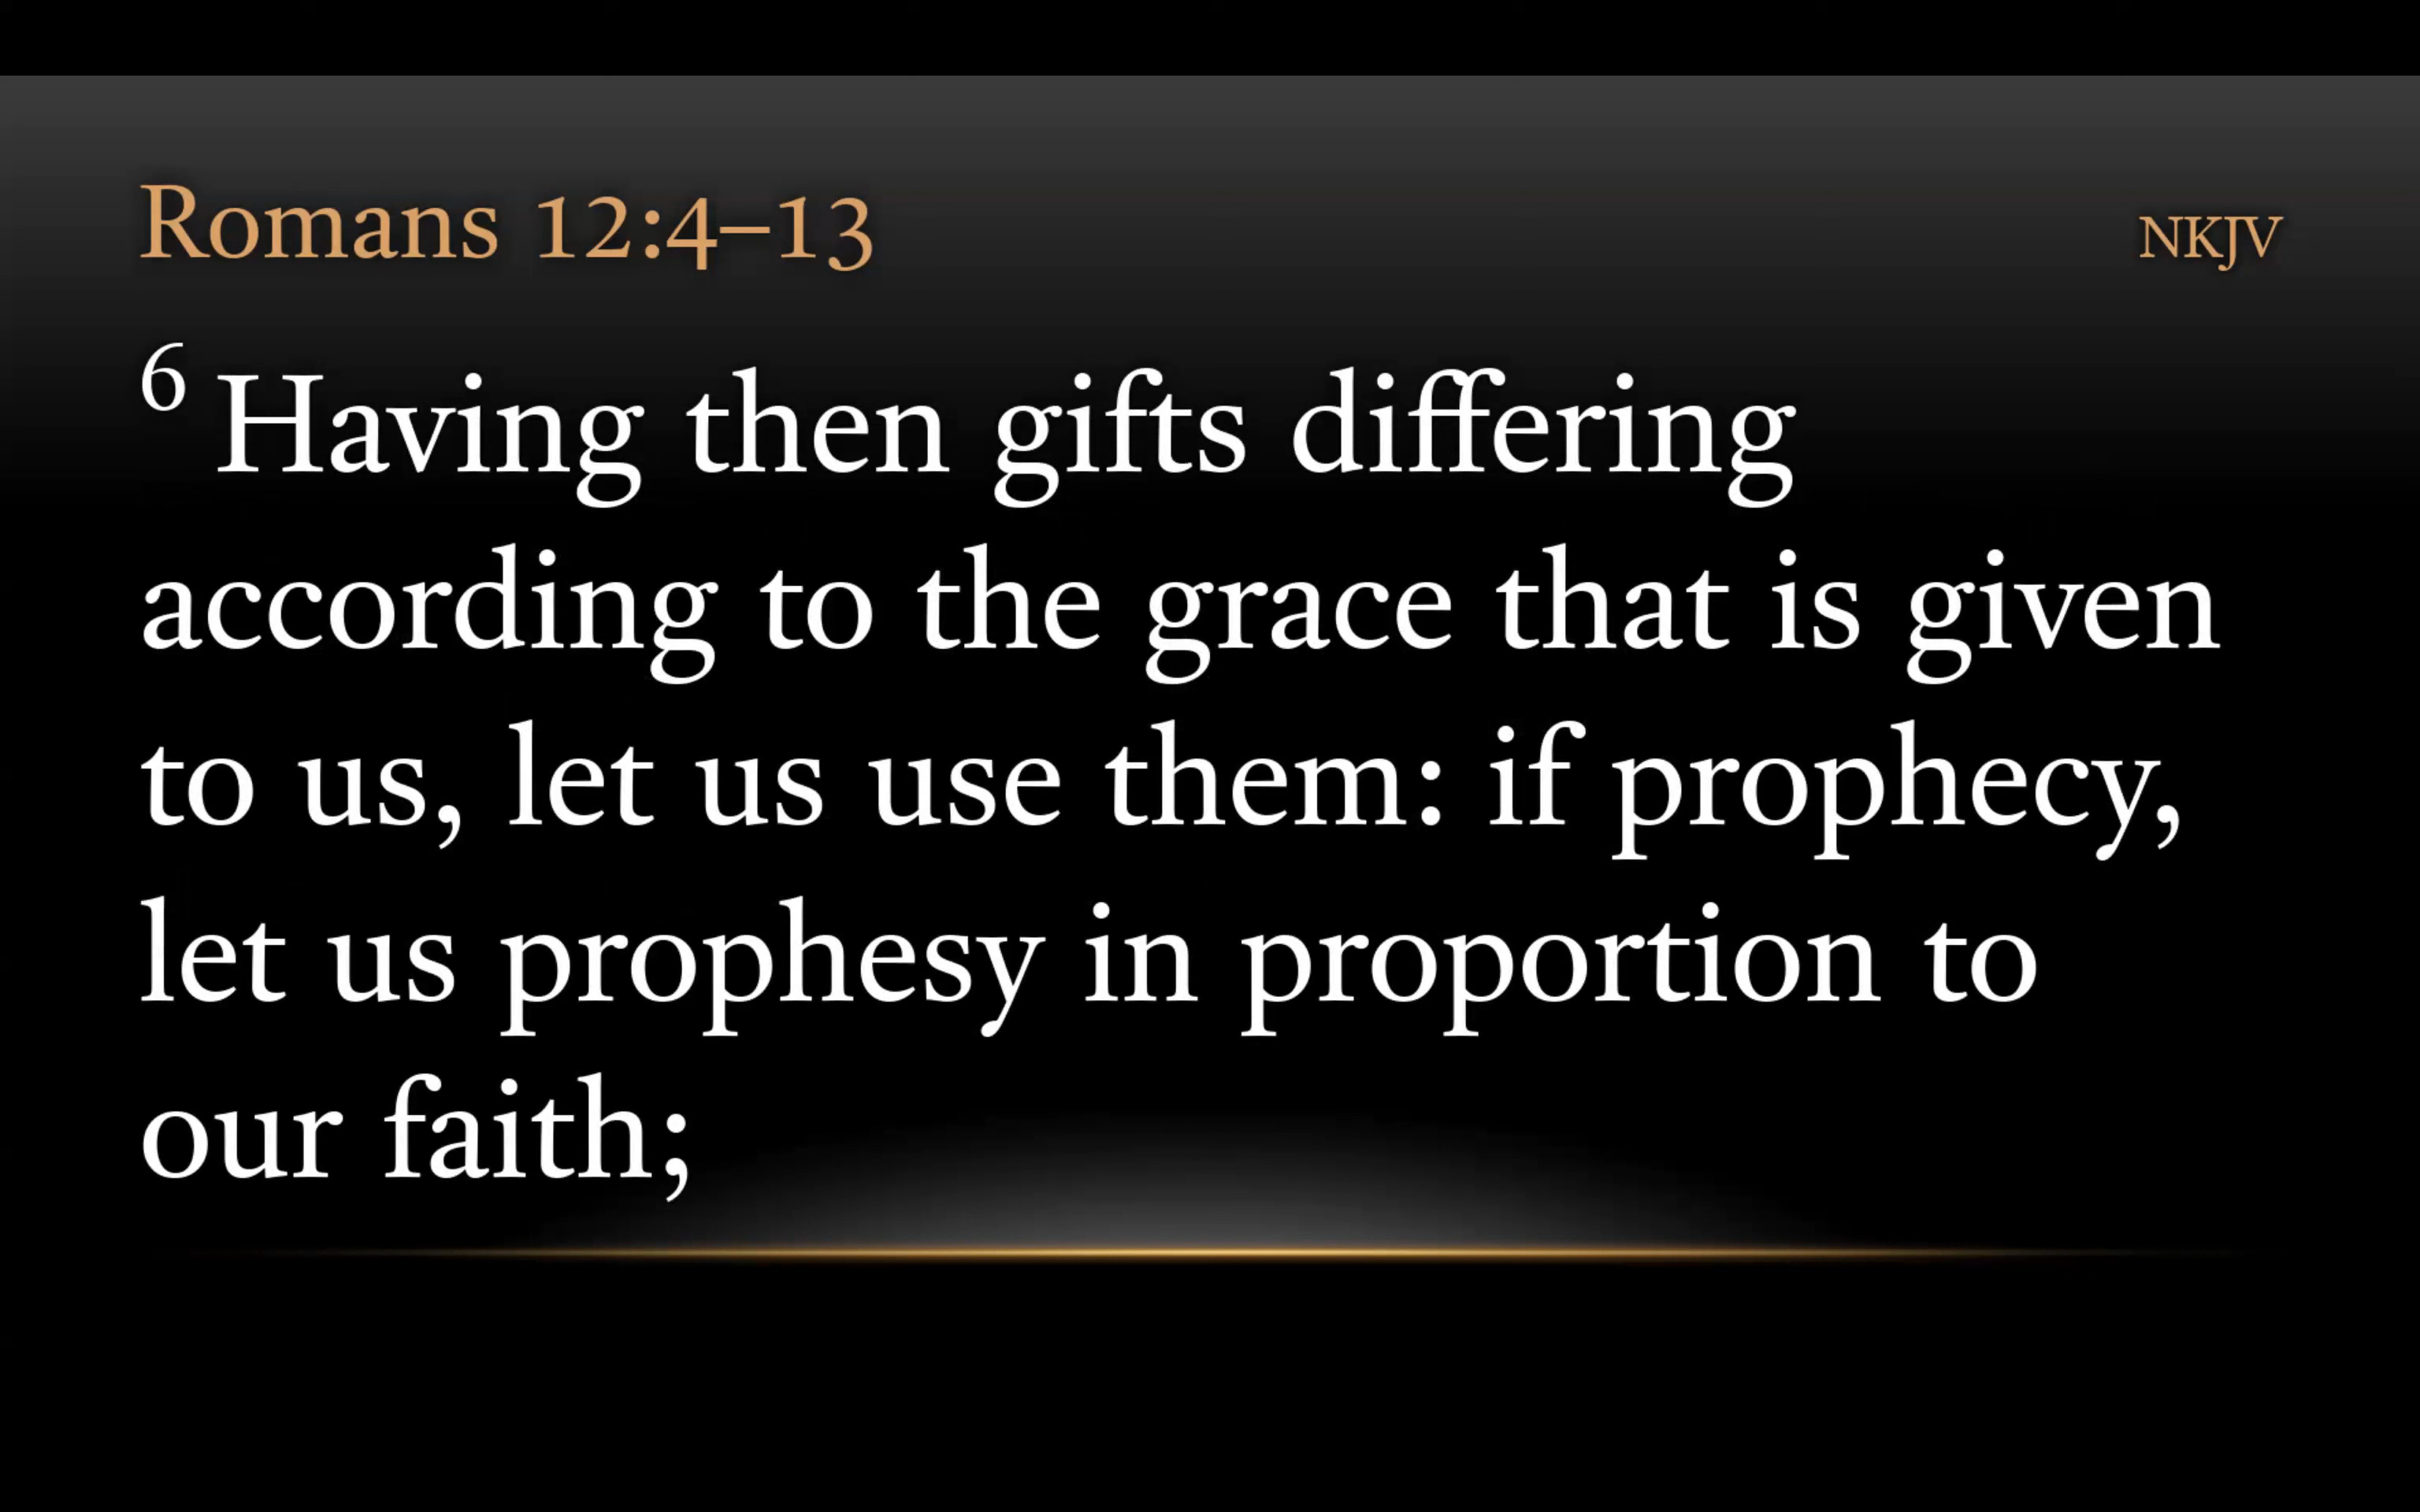 Romans 12:4–13
NKJV
6 Having then gifts differing
according to the grace that is given
to us, let us use them: if prophecy,
let us prophesy in proportion to
our faith;